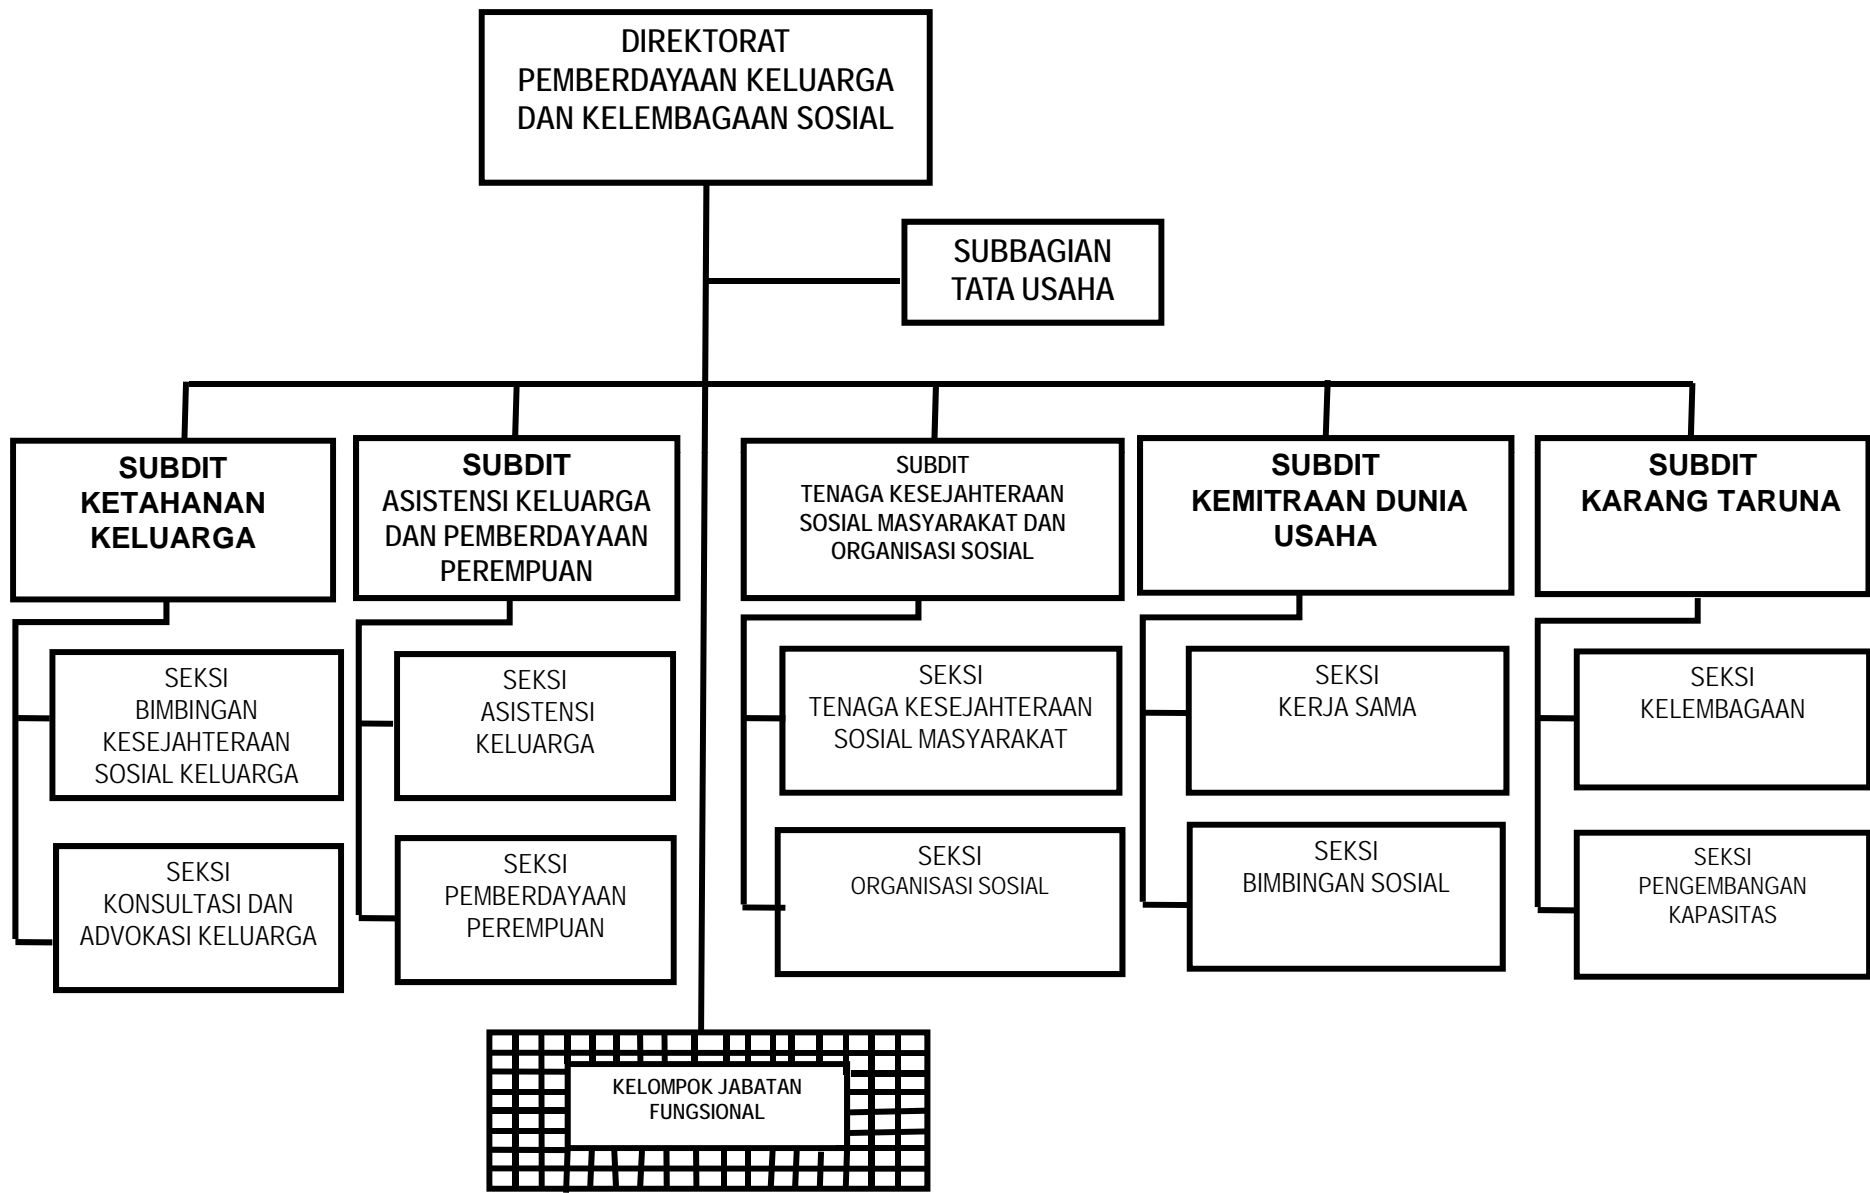 DIREKTORAT
PEMBERDAYAAN KELUARGA
DAN KELEMBAGAAN SOSIAL
SUBBAGIAN
TATA USAHA
SUBDIT
KETAHANAN
KELUARGA
SUBDIT
ASISTENSI KELUARGA
DAN PEMBERDAYAAN
PEREMPUAN
SUBDIT
TENAGA KESEJAHTERAAN
SOSIAL MASYARAKAT DAN
ORGANISASI SOSIAL
SUBDIT
KEMITRAAN DUNIA
USAHA
SUBDIT
KARANG TARUNA
SEKSI
BIMBINGAN
KESEJAHTERAAN
SOSIAL KELUARGA
SEKSI
ASISTENSI
KELUARGA
SEKSI
TENAGA KESEJAHTERAAN
SOSIAL MASYARAKAT
SEKSI
KERJA SAMA
SEKSI
KELEMBAGAAN
SEKSI
KONSULTASI DAN
ADVOKASI KELUARGA
SEKSI
PEMBERDAYAAN
PEREMPUAN
SEKSI
ORGANISASI SOSIAL
SEKSI
BIMBINGAN SOSIAL
SEKSI
PENGEMBANGAN
KAPASITAS
KELOMPOK JABATAN
FUNGSIONAL